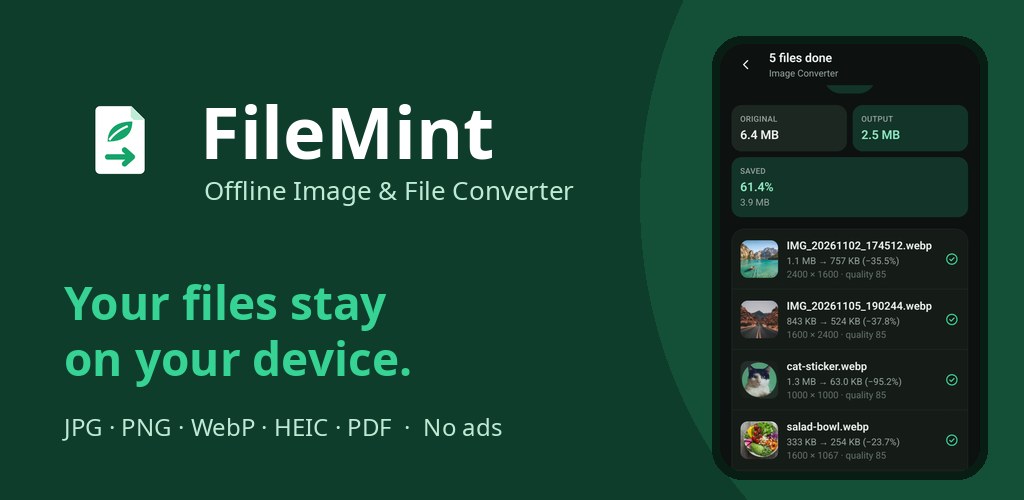 FileMint
Offline Image & File Converter
Your files stay
on your device.
JPG · PNG · WebP · HEIC · PDF · No ads
5 files done
Image Converter
ORIGINAL
6.4 MB
OUTPUT
2.5 MB
SAVED
61.4%
3.9 MB
IMG_20261102_174512.webp
1.1 MB → 757 KB (−35.5%)
2400 × 1600 · quality 85
IMG_20261105_190244.webp
843 KB → 524 KB (−37.8%)
1600 × 2400 · quality 85
cat-sticker.webp
1.3 MB → 63.0 KB (−95.2%)
1000 × 1000 · quality 85
salad-bowl.webp
333 KB → 254 KB (−23.7%)
1600 × 1067 · quality 85